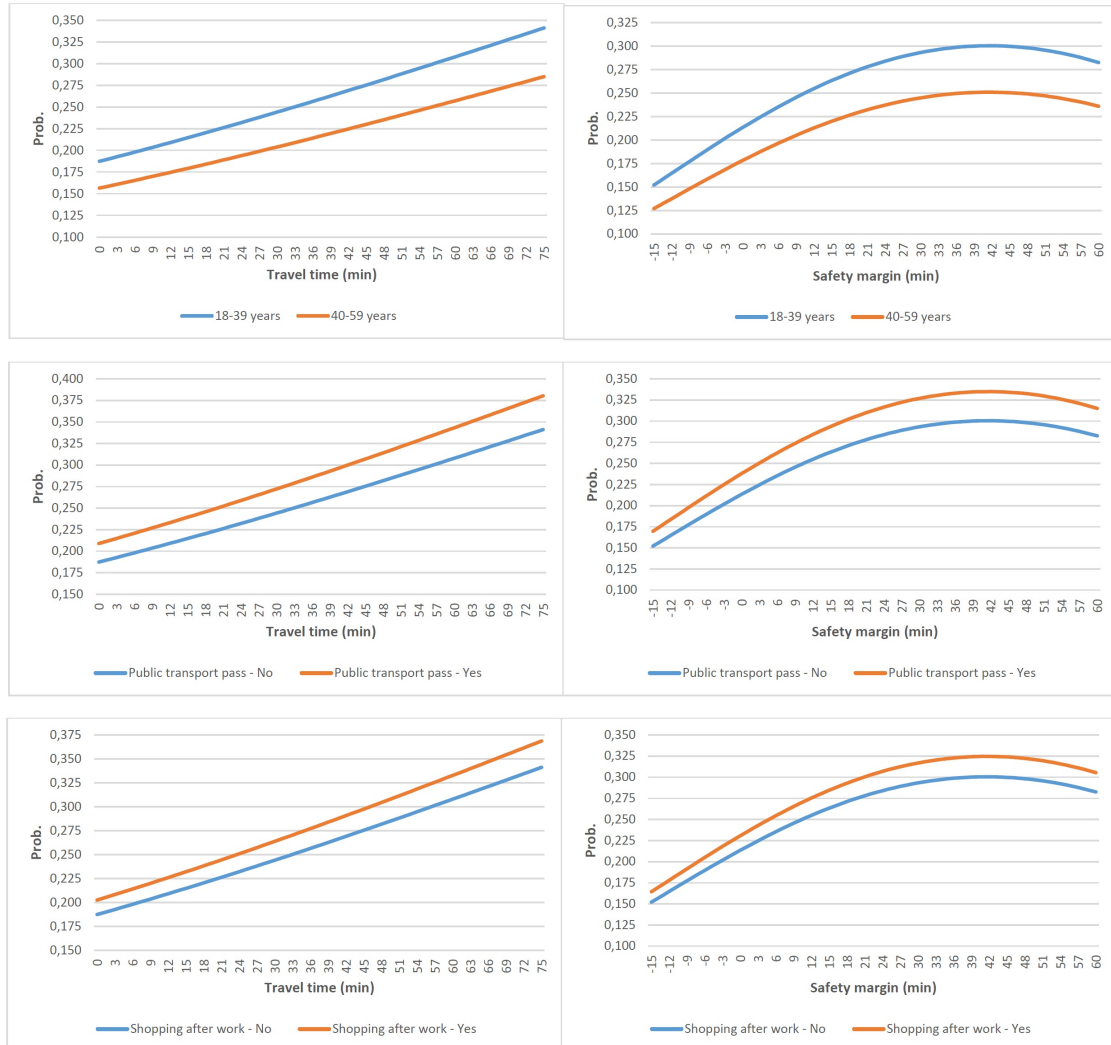 0,350
0,325
0,300
0,275
0,250
0,225
0,200
0,175
0,150
0,125
0,100
Prob.
0 3 6 9 12 15 18 21 24 27 30 33 36 39 42 45 48 51 54 57 60 63 66 69 72 75
Travel time (min)
18-39 years 40-59 years
0,325
0,300
0,275
0,250
0,225
0,200
0,175
0,150
0,125
0,100
Prob.
-15 -12 -9 -6 -3 0 3 6 9 12 15 18 21 24 27 30 33 36 39 42 45 48 51 54 57 60
Safety margin (min)
18-39 years 40-59 years
0,400
0,375
0,350
0,325
0,300
0,275
0,250
0,225
0,200
0,175
0,150
Prob.
0 3 6 9 12 15 18 21 24 27 30 33 36 39 42 45 48 51 54 57 60 63 66 69 72 75
Travel time (min)
Public transport pass - No Public transport pass - Yes
0,350
0,325
0,300
0,275
0,250
0,225
0,200
0,175
0,150
0,125
0,100
Prob.
-15 -12 -9 -6 -3 0 3 6 9 12 15 18 21 24 27 30 33 36 39 42 45 48 51 54 57 60
Safety margin (min)
Public transport pass - No Public transport pass - Yes
0,375
0,350
0,325
0,300
0,275
0,250
0,225
0,200
0,175
0,150
Prob.
0 3 6 9 12 15 18 21 24 27 30 33 36 39 42 45 48 51 54 57 60 63 66 69 72 75
Travel time (min)
Shopping after work - No Shopping after work - Yes
0,350
0,325
0,300
0,275
0,250
0,225
0,200
0,175
0,150
0,125
0,100
Prob.
-15 -12 -9 -6 -3 0 3 6 9 12 15 18 21 24 27 30 33 36 39 42 45 48 51 54 57 60
Safety margin (min)
Shopping after work - No Shopping after work - Yes